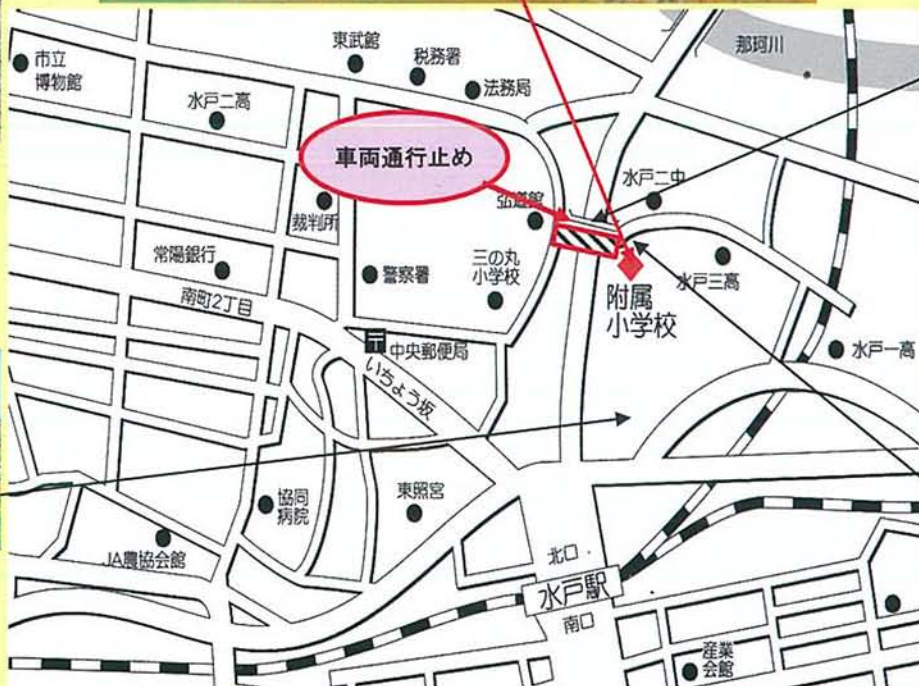 市立
博物館
東武館
税務署
法務局
那珂川
水戸二高
車両通行止め
水戸二中
弘道館
裁判所
三の丸
小学校
常陽銀行
警察署
水戸三高
附属
小学校
南町2丁目
〒
中央郵便局
水戸一高
いちょう坂
協同
病院
東照宮
JA農協会館
北口
水戸駅
南口
産業
会館